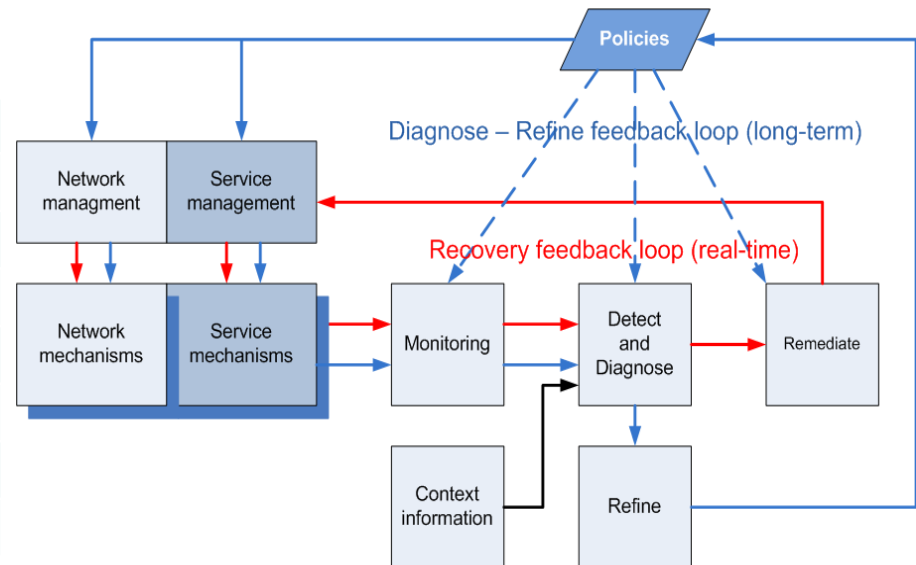 Policies
Diagnose – Refine feedback loop (long-term)
Network
managment
Service
management
Recovery feedback loop (real-time)
Network
mechanisms
Service
mechanisms
Monitoring
Detect
and
Diagnose
Remediate
Context
information
Refine